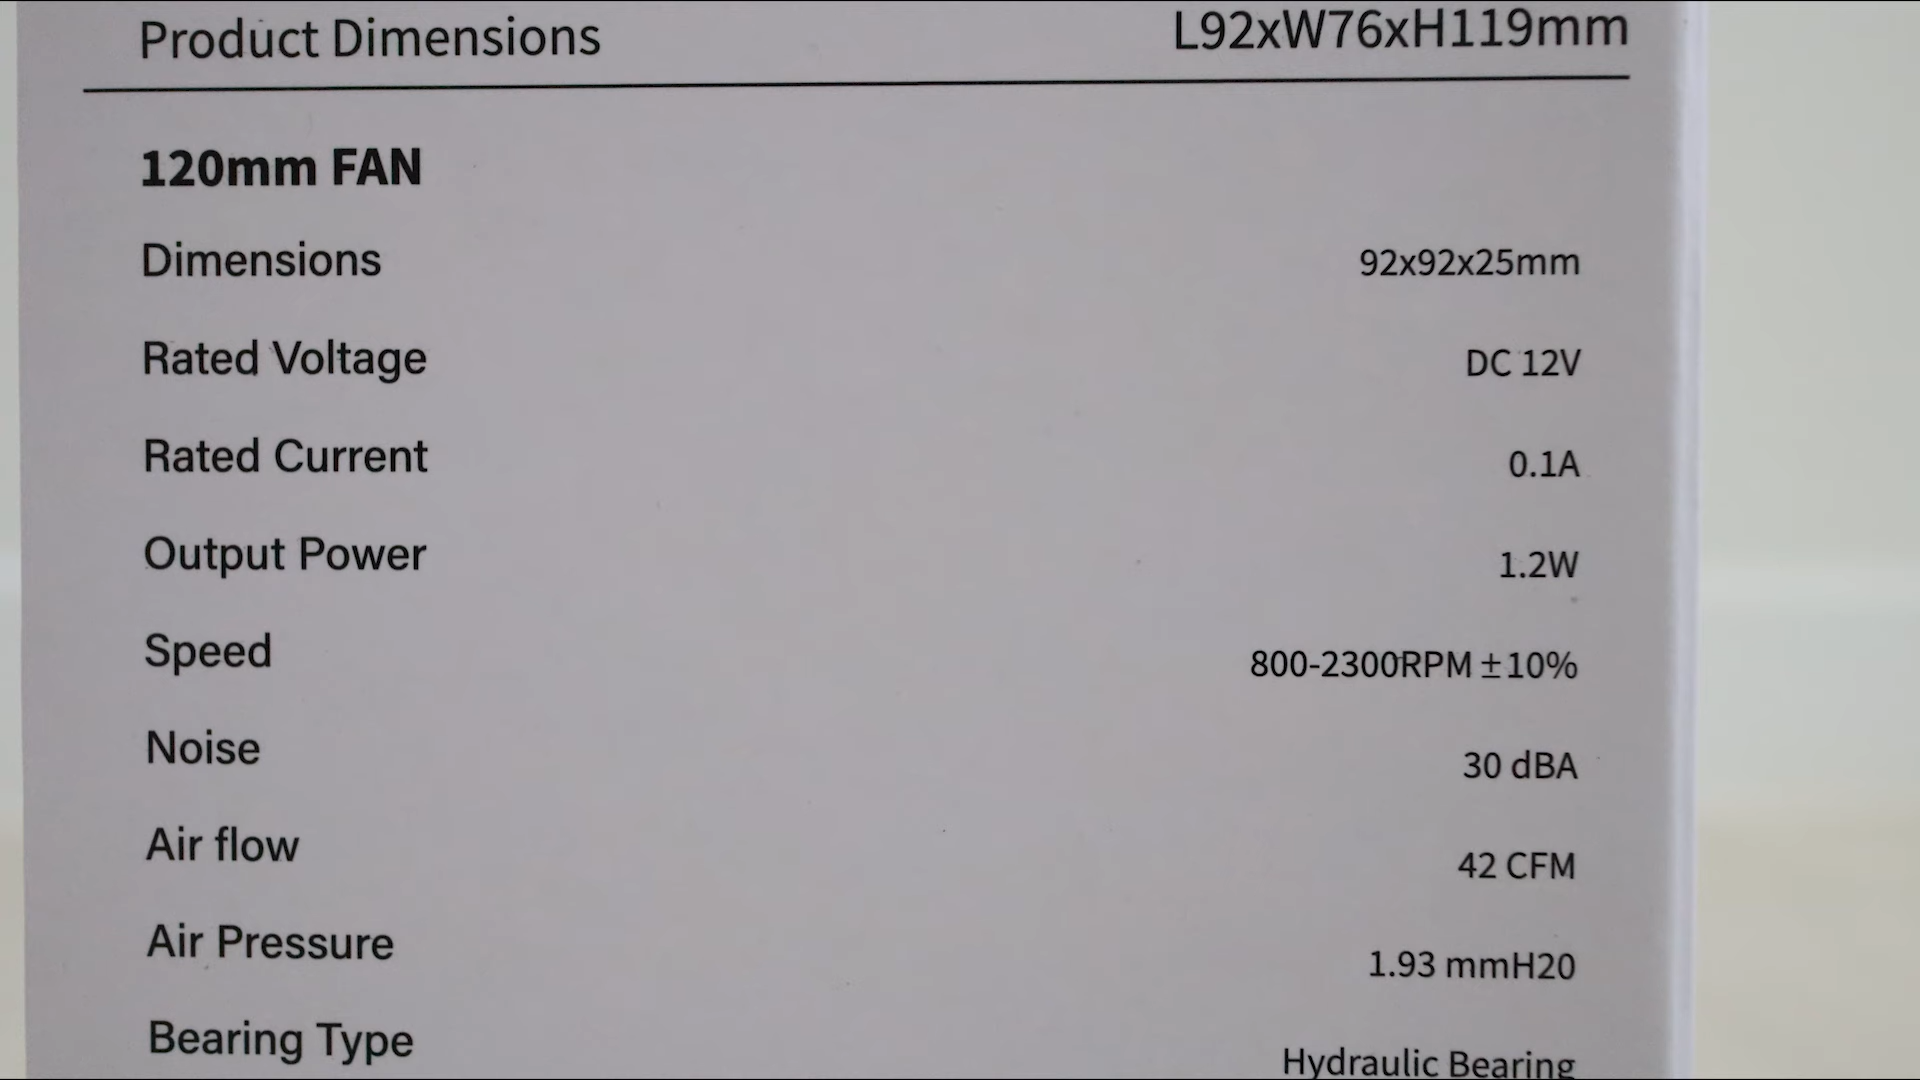 Product Dimensions L92xW76xH119mm
120mm FAN
Dimensions 92x92x25mm
Rated Voltage DC 12V
Rated Current 0.1A
Output Power 1.2W
Speed 800-2300RPM ±10%
Noise 30 dBA
Air flow 42 CFM
Air Pressure 1.93 mmH20
Bearing Type Hydraulic Bearing